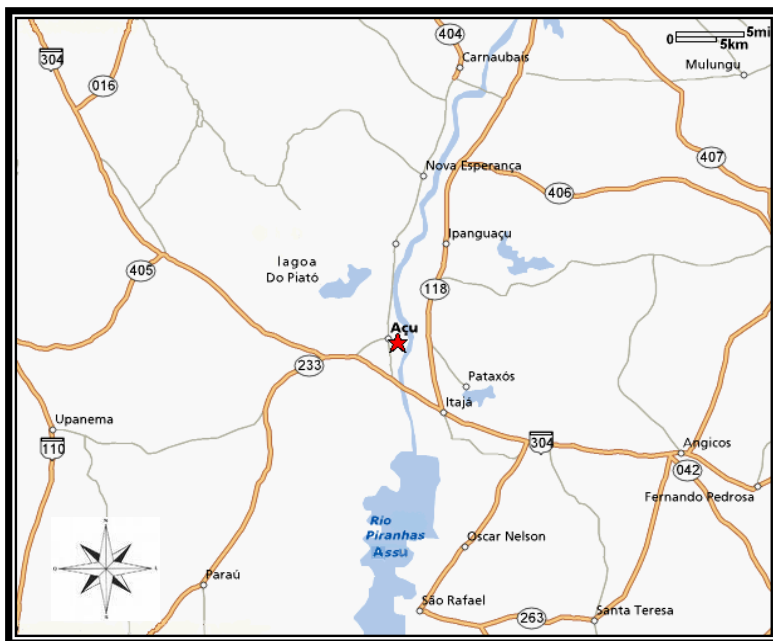 404
5mi
0
5km
304
Carnaubais
Mulungu
016
407
Nova Esperança
406
Ipanguaçu
lagoa
Do Piató
405
118
Açu
233
Pataxós
Itajá
Upanema
304
Angicos
110
042
Fernando Pedrosa
Rio
Piranhas
Assu
Oscar Nelson
N
O
L
S
Paraú
São Rafael
263
Santa Teresa